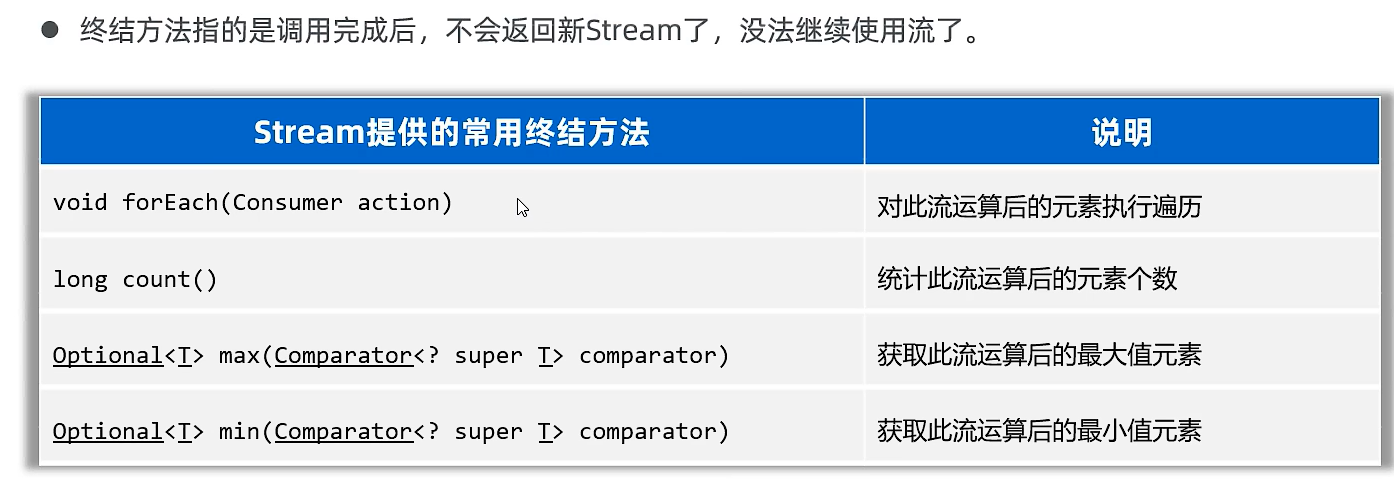 ● 终结方法指的是调用完成后，不会返回新Stream了，没法继续使用流了。
Stream提供的常用终结方法 说明
void forEach(Consumer action) 对此流运算后的元素执行遍历
long count() 统计此流运算后的元素个数
Optional<T> max(Comparator<? super T> comparator) 获取此流运算后的最大值元素
Optional<T> min(Comparator<? super T> comparator) 获取此流运算后的最小值元素